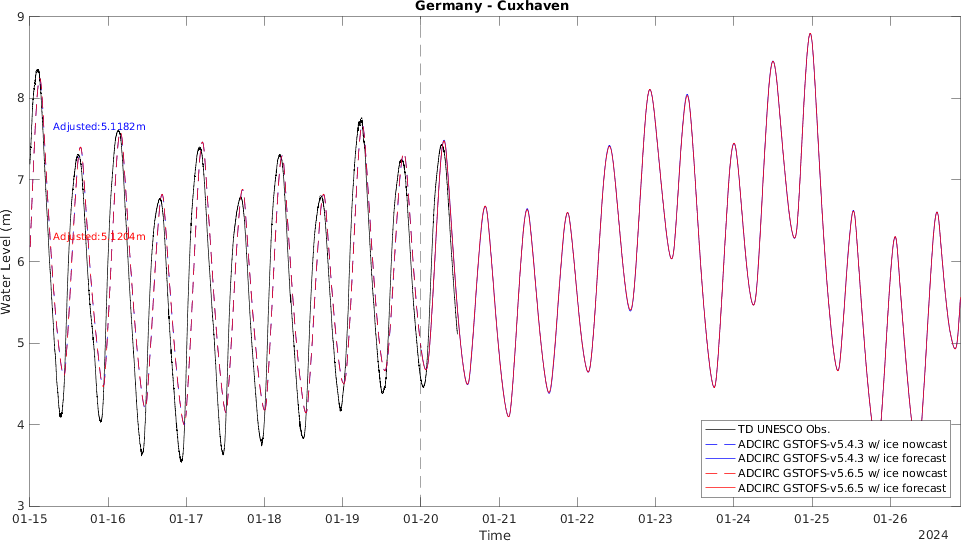 Germany - Cuxhaven
9
8
7
6
5
4
3
Water Level (m)
Adjusted:5.1182m
Adjusted:5.1204m
TD UNESCO Obs.
ADCIRC GSTOFS-v5.4.3 w/ ice nowcast
ADCIRC GSTOFS-v5.4.3 w/ ice forecast
ADCIRC GSTOFS-v5.6.5 w/ ice nowcast
ADCIRC GSTOFS-v5.6.5 w/ ice forecast
01-15 01-16 01-17 01-18 01-19 01-20 01-21 01-22 01-23 01-24 01-25 01-26
Time
2024